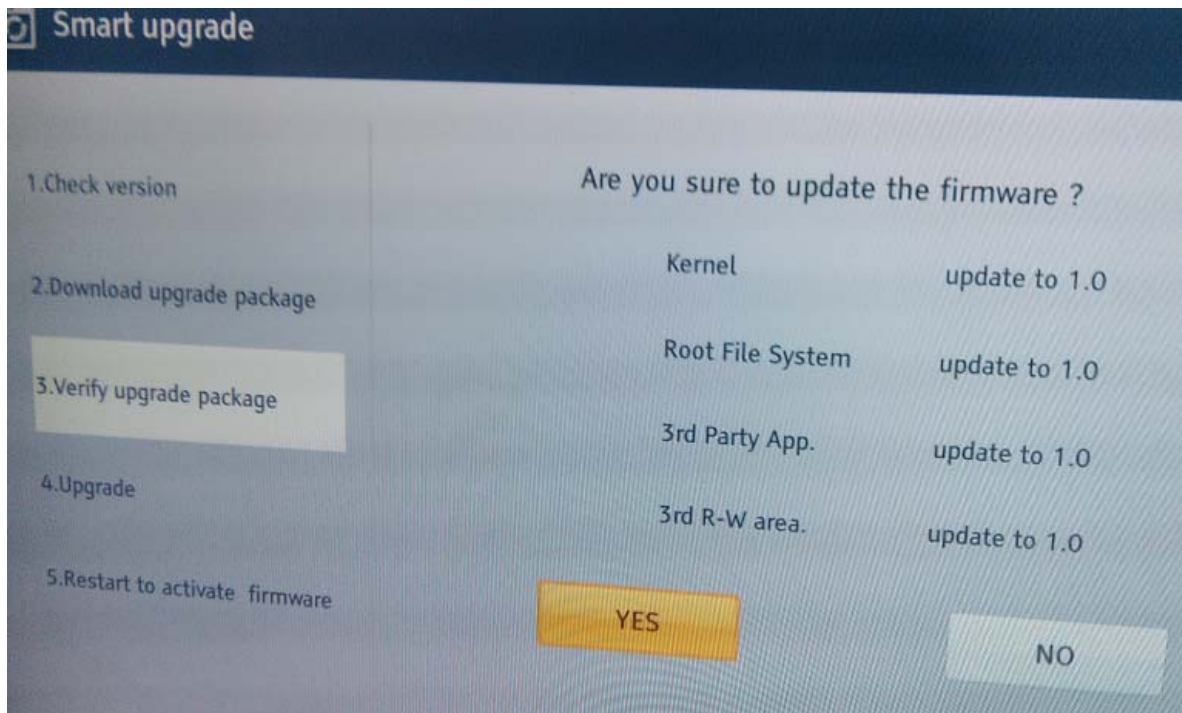 Smart upgrade
1.Check version
2.Download upgrade package
3.Verify upgrade package
4.Upgrade
5.Restart to activate firmware
Are you sure to update the firmware ?
Kernel update to 1.0
Root File System update to 1.0
3rd Party App. update to 1.0
3rd R-W area. update to 1.0
YES NO